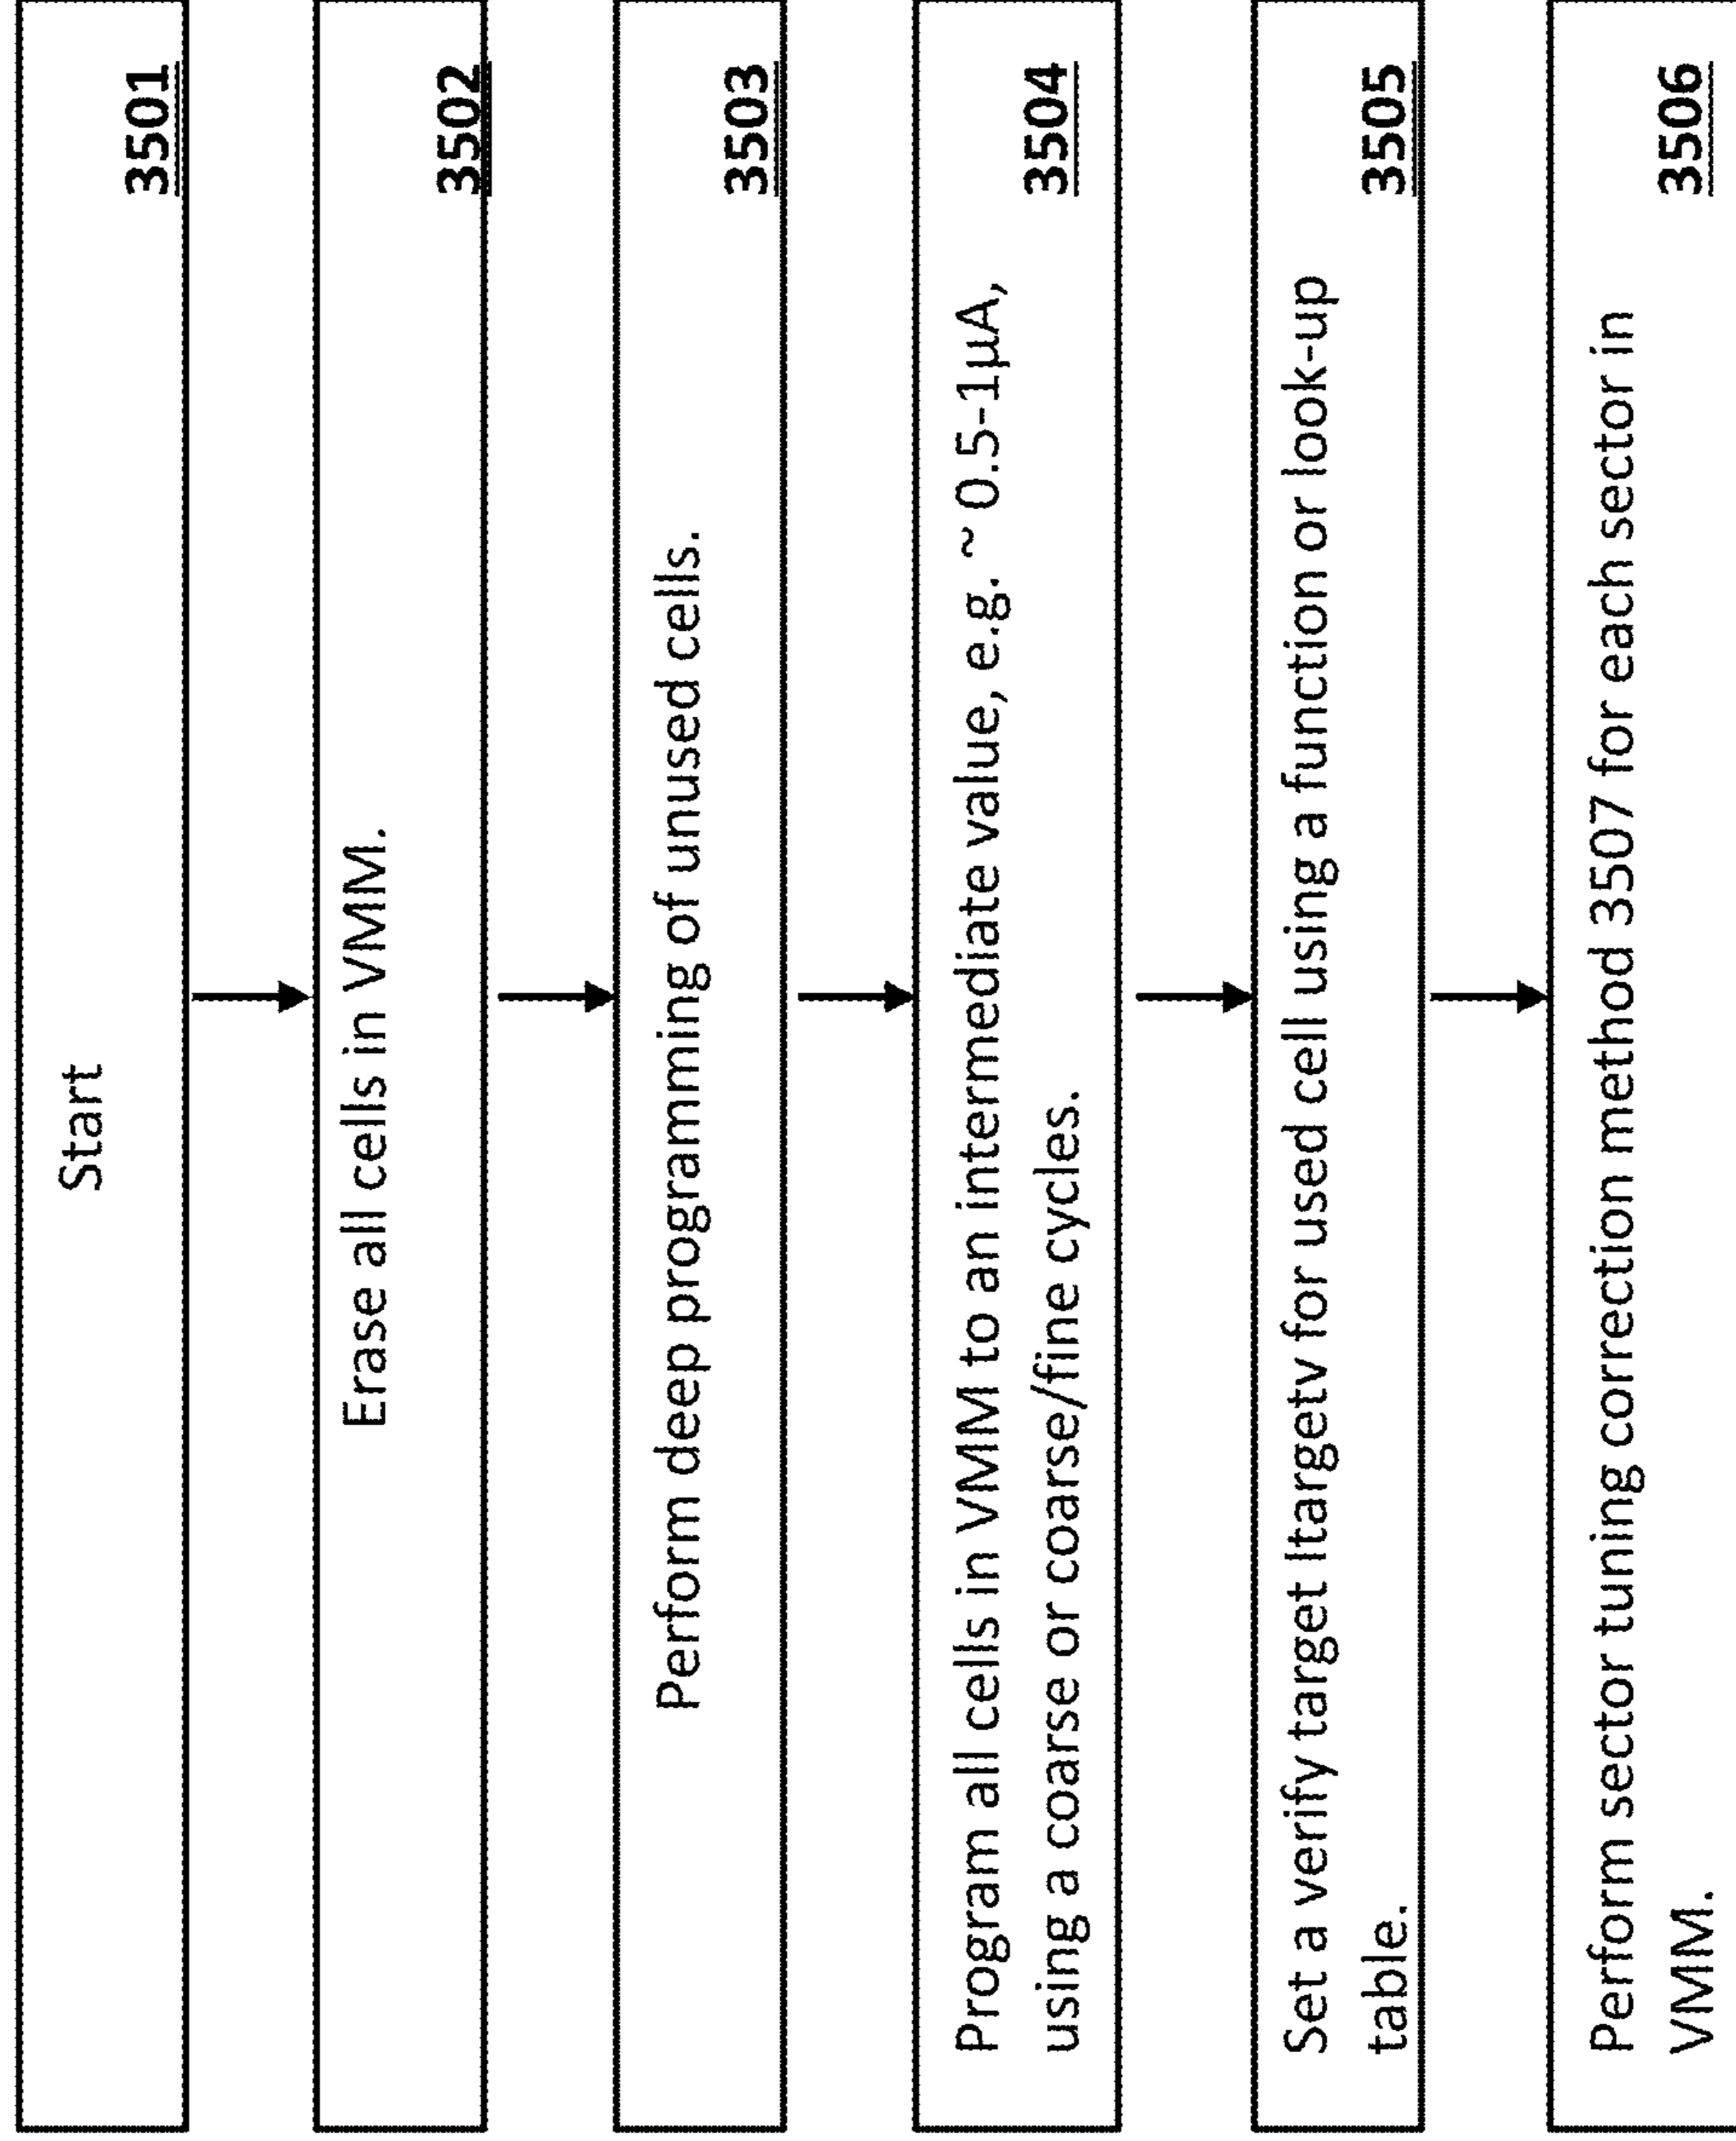 Start
3501
Erase all cells in VMM.
3502
Perform deep programming of unused cells.
3503
Program all cells in VMM to an intermediate value, e.g. ~ 0.5-1µA,
using a coarse or coarse/fine cycles.
3504
Set a verify target Itargetv for used cell using a function or look-up
table.
3505
Perform sector tuning correction method 3507 for each sector in
VMM.
3506